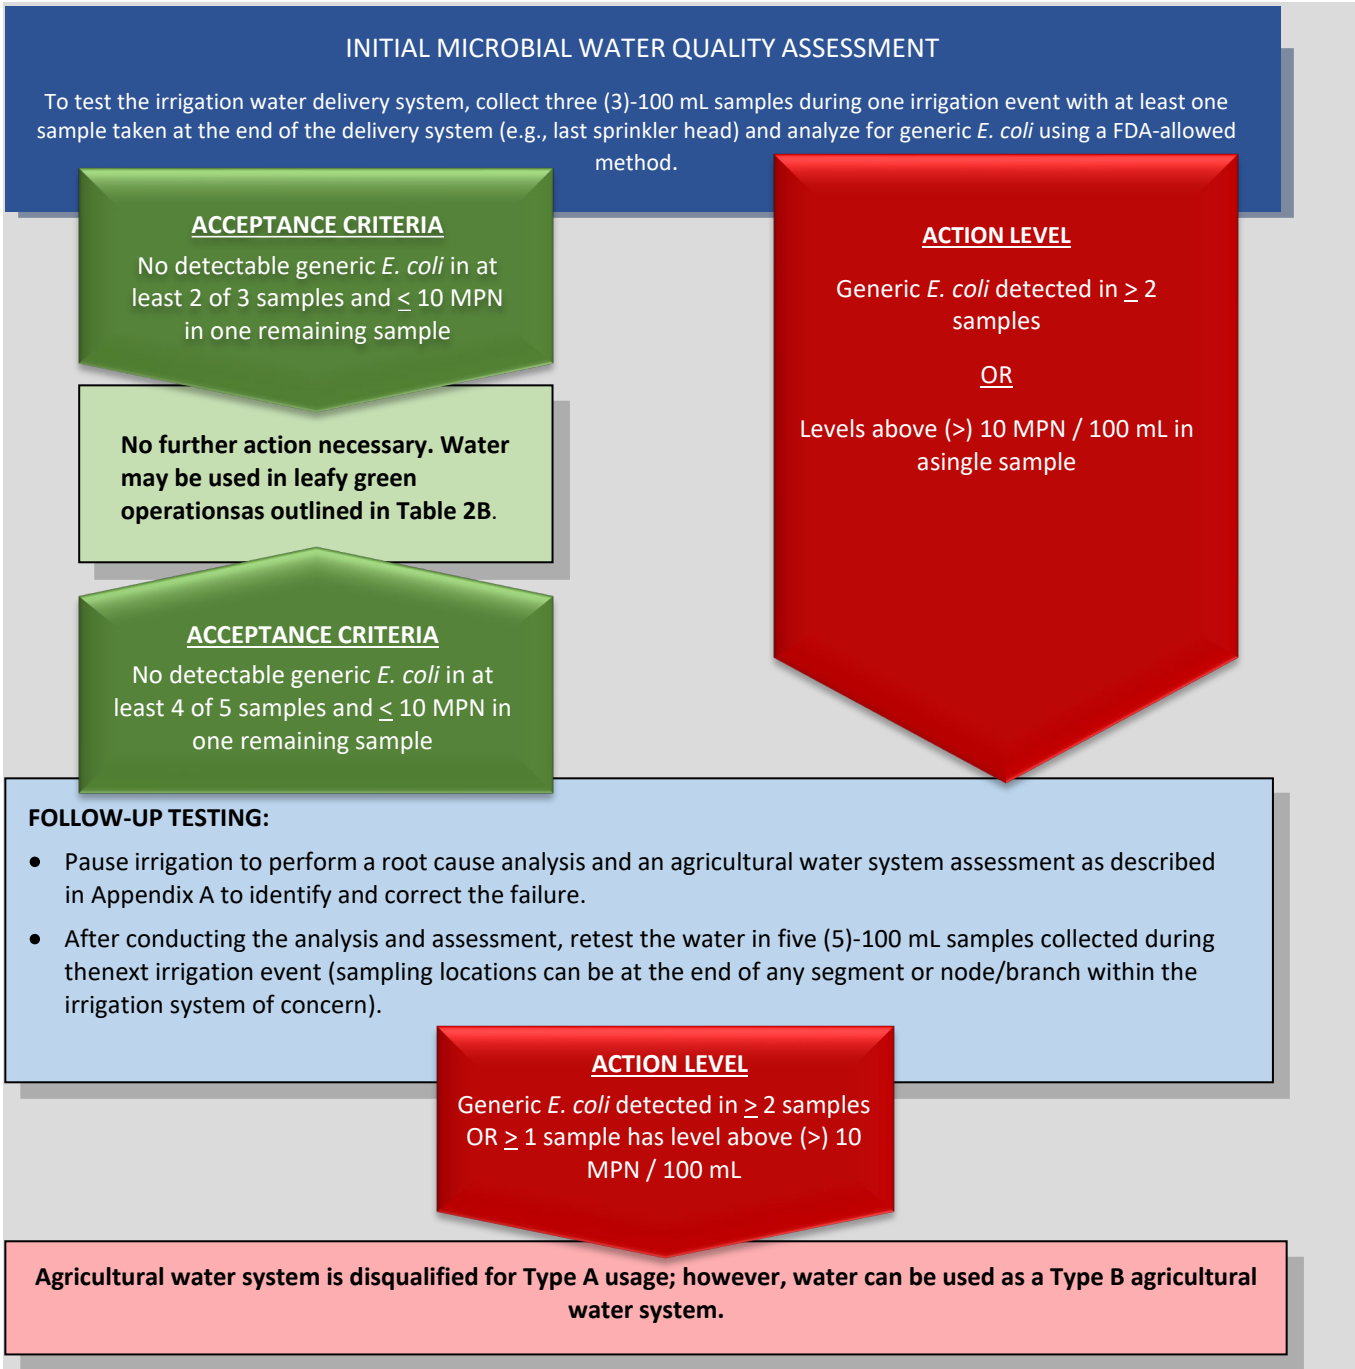 INITIAL MICROBIAL WATER QUALITY ASSESSMENT
To test the irrigation water delivery system, collect three (3)-100 mL samples during one irrigation event with at least one
sample taken at the end of the delivery system (e.g., last sprinkler head) and analyze for generic E. coli using a FDA-allowed
method.
ACCEPTANCE CRITERIA
No detectable generic E. coli in at
least 2 of 3 samples and ≤ 10 MPN
in one remaining sample
ACTION LEVEL
Generic E. coli detected in ≥ 2
samples
OR
Levels above (>) 10 MPN / 100 mL in
asingle sample
No further action necessary. Water
may be used in leafy green
operationsas outlined in Table 2B.
ACCEPTANCE CRITERIA
No detectable generic E. coli in at
least 4 of 5 samples and ≤ 10 MPN in
one remaining sample
FOLLOW-UP TESTING:
• Pause irrigation to perform a root cause analysis and an agricultural water system assessment as described
in Appendix A to identify and correct the failure.
• After conducting the analysis and assessment, retest the water in five (5)-100 mL samples collected during
thenext irrigation event (sampling locations can be at the end of any segment or node/branch within the
irrigation system of concern).
ACTION LEVEL
Generic E. coli detected in ≥ 2 samples
OR ≥ 1 sample has level above (>) 10
MPN / 100 mL
Agricultural water system is disqualified for Type A usage; however, water can be used as a Type B agricultural
water system.